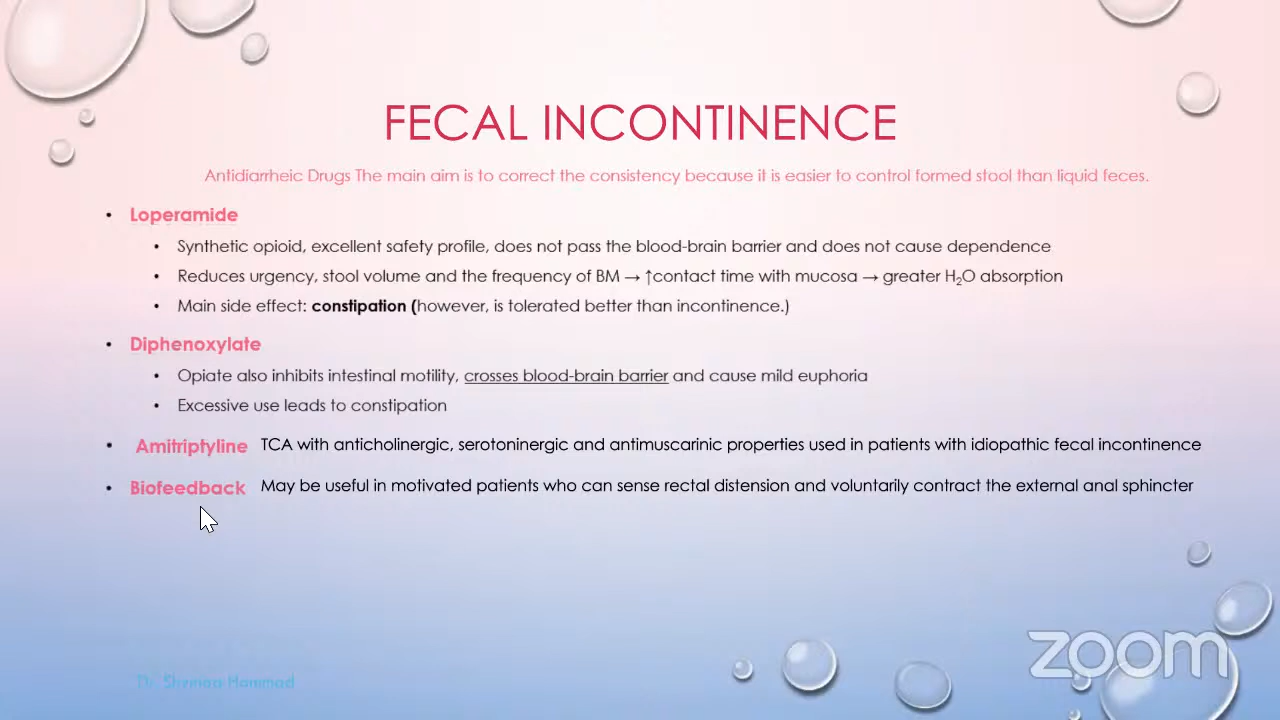 FECAL INCONTINENCE
Antidiarrheic Drugs The main aim is to correct the consistency because it is easier to control formed stool than liquid feces.
• Loperamide
• Synthetic opioid, excellent safety profile, does not pass the blood-brain barrier and does not cause dependence
• Reduces urgency, stool volume and the frequency of BM → ↑contact time with mucosa → greater H₂O absorption
• Main side effect: constipation (however, is tolerated better than incontinence.)
• Diphenoxylate
• Opiate also inhibits intestinal motility, crosses blood-brain barrier and cause mild euphoria
• Excessive use leads to constipation
• Amitriptyline TCA with anticholinergic, serotoninergic and antimuscarinic properties used in patients with idiopathic fecal incontinence
• Biofeedback May be useful in motivated patients who can sense rectal distension and voluntarily contract the external anal sphincter
zoom
Hammad